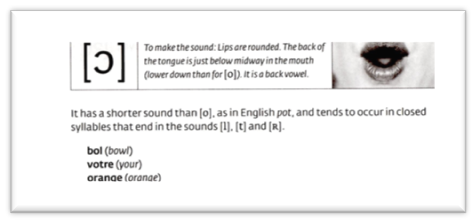 [ɔ]
To make the sound: Lips are rounded. The back of
the tongue is just below midway in the mouth
(lower down than for [o]). It is a back vowel.
It has a shorter sound than [o], as in English pot, and tends to occur in closed
syllables that end in the sounds [l], [t] and [ʀ].
bol (bowl)
votre (your)
orange (orange)